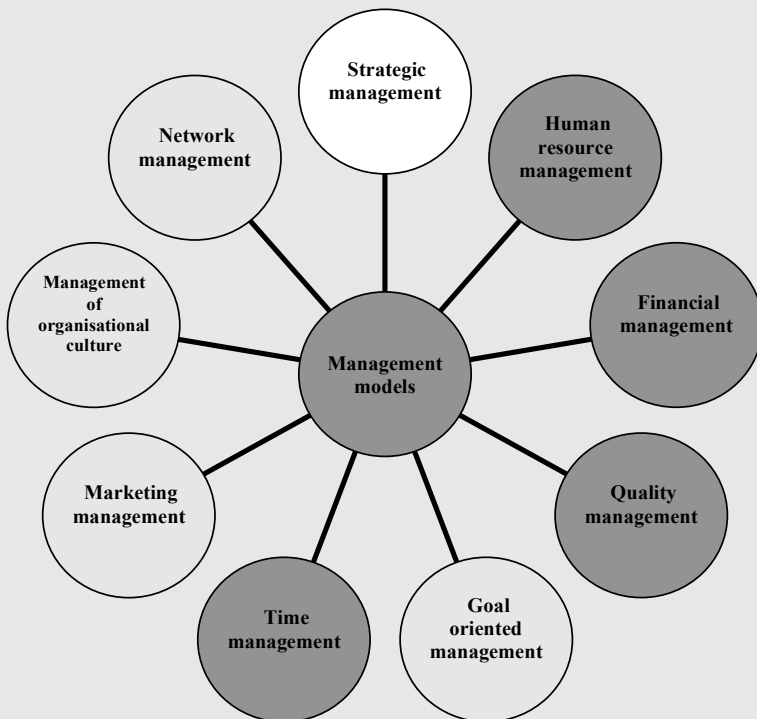 Strategic
management
Human
resource
management
Financial
management
Quality
management
Goal
oriented
management
Time
management
Marketing
management
Management
of
organisational
culture
Network
management
Management
models